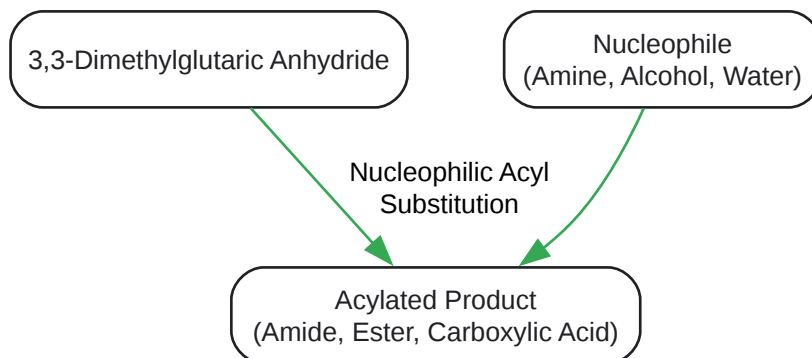 3,3-Dimethylglutaric Anhydride
Nucleophile
(Amine, Alcohol, Water)
Nucleophilic Acyl
Substitution
Acylated Product
(Amide, Ester, Carboxylic Acid)